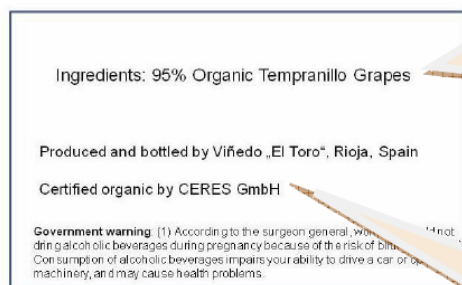 Ingredients: 95% Organic Tempranillo Grapes
Produced and bottled by Viñedo „El Toro“, Rioja, Spain
Certified organic by CERES GmbH
Government warning: (1) According to the surgeon general, not
dring alcoholic beverages during pregnancy because of the risk of
Consumption of alcoholic beverages impairs your ability to drive a car or
machinery, and may cause health problems.